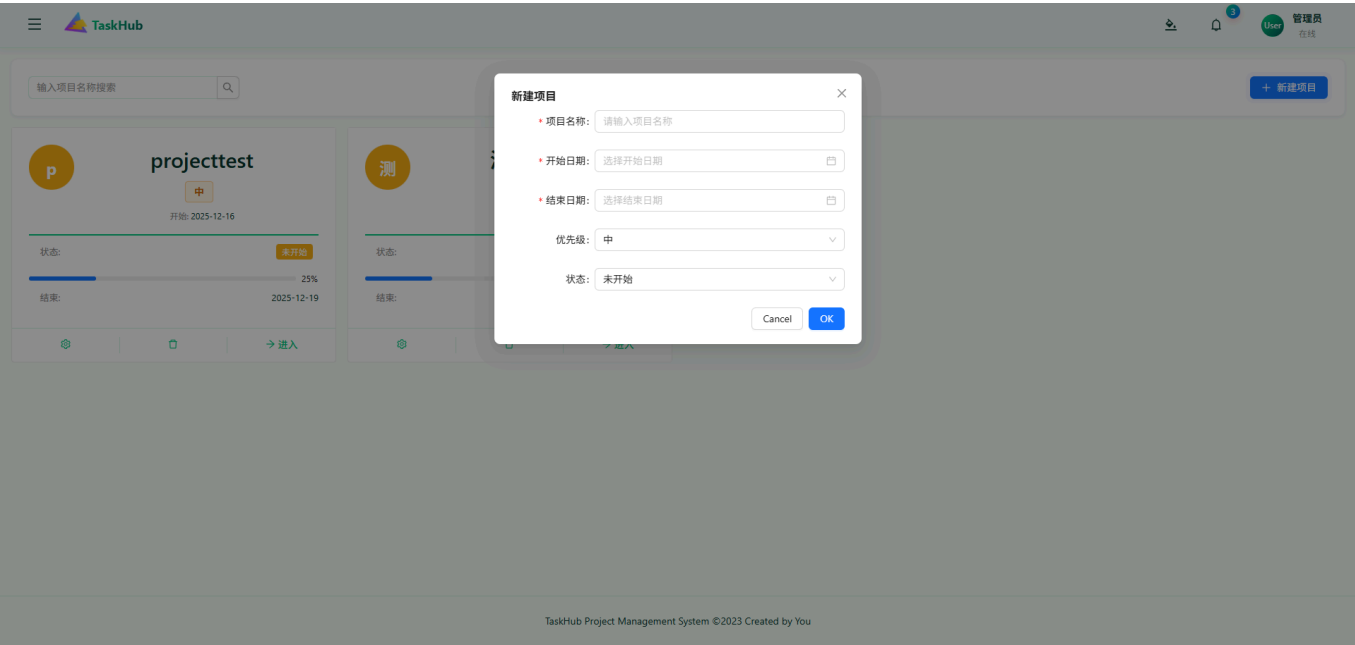 TaskHub
3
User
管理员
在线
输入项目名称搜索
+ 新建项目
新建项目
* 项目名称:
请输入项目名称
* 开始日期:
选择开始日期
* 结束日期:
选择结束日期
优先级:
中
状态:
未开始
Cancel
OK
p
projecttest
中
开始: 2025-12-16
状态:
未开始
25%
结束:
2025-12-19
进入
测
状态:
结束:
进入
TaskHub Project Management System ©2023 Created by You